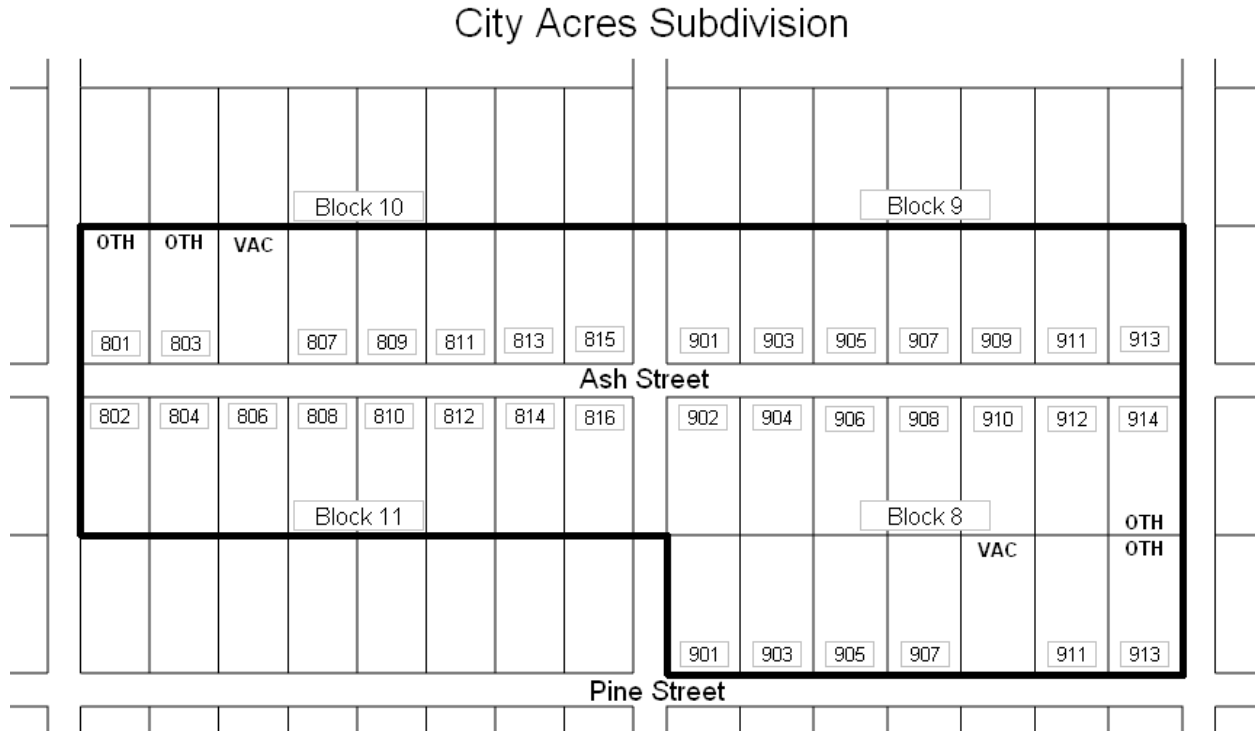 City Acres Subdivision
Block 10 Block 9
OTH OTH VAC
801 803 807 809 811 813 815 901 903 905 907 909 911 913
Ash Street
802 804 806 808 810 812 814 816 902 904 906 908 910 912 914
Block 11 Block 8 OTH
VAC OTH
901 903 905 907 911 913
Pine Street